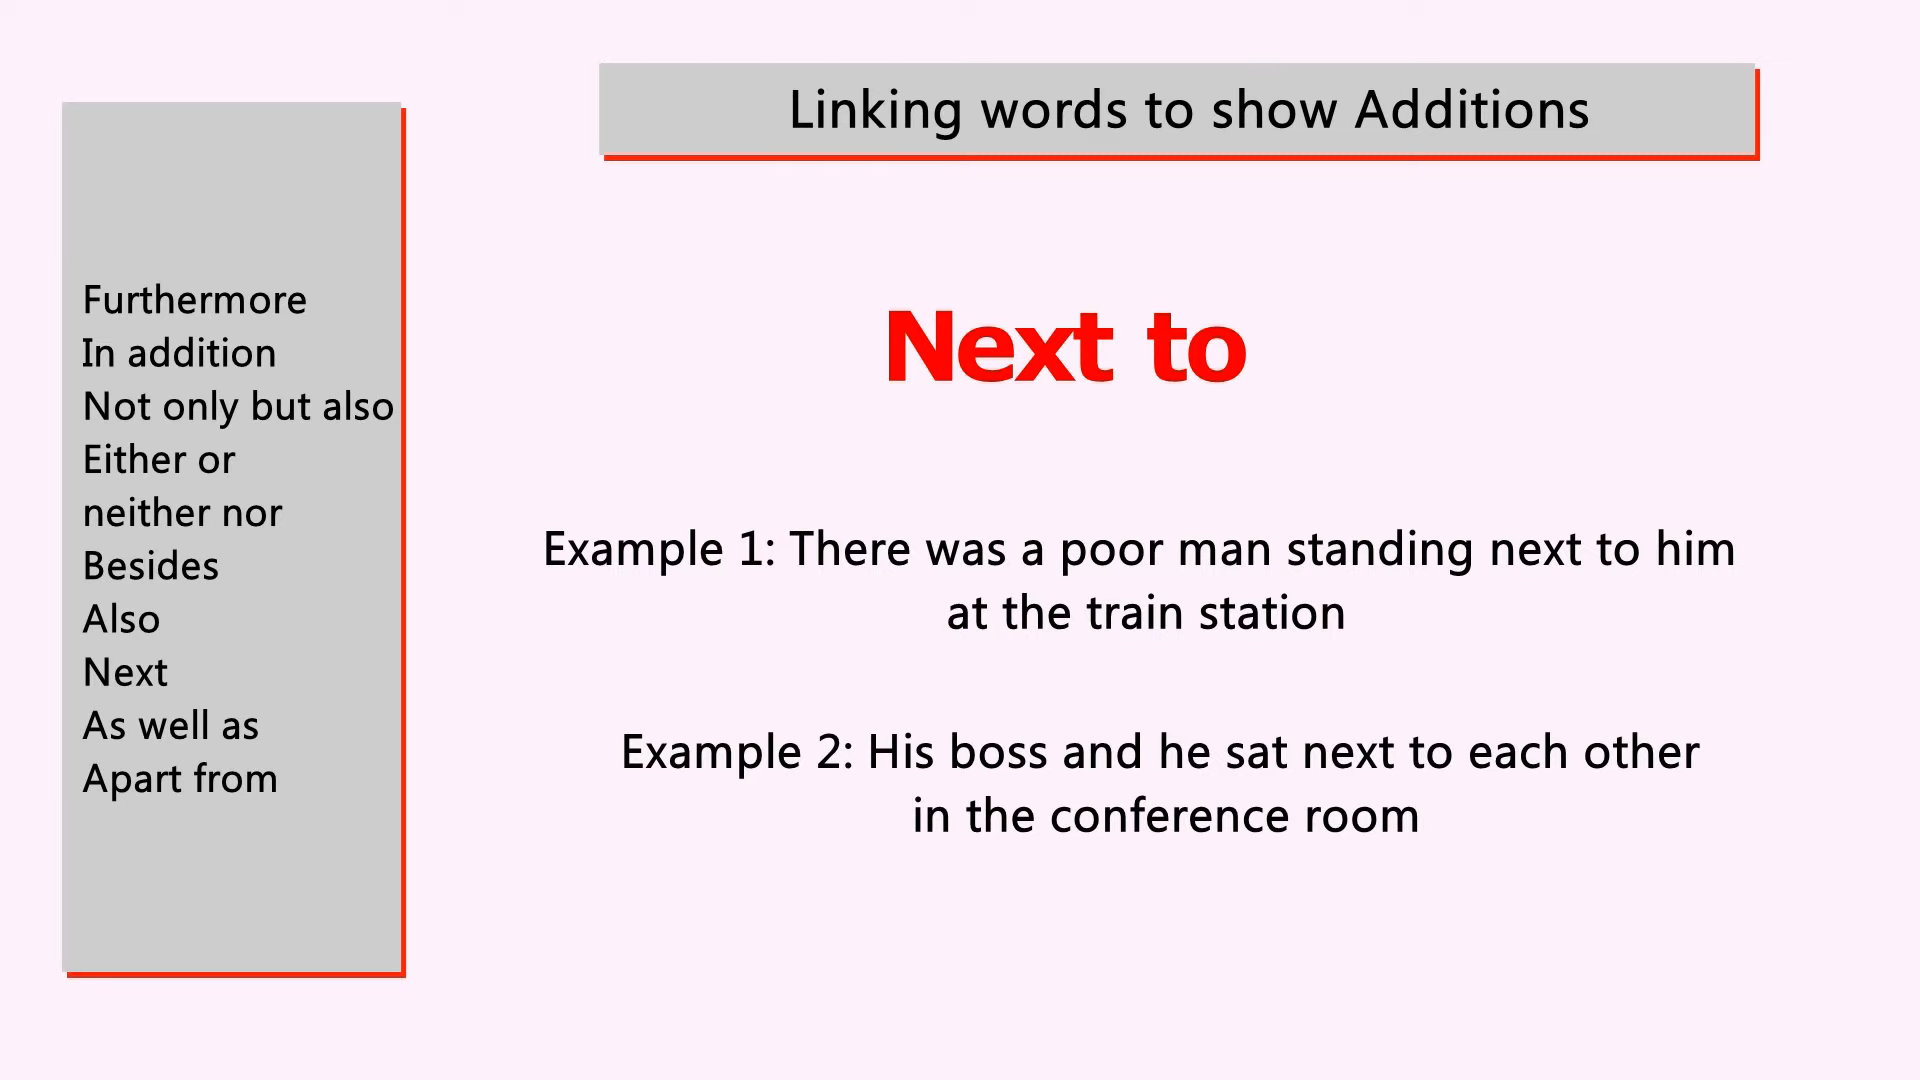 Linking words to show Additions
Furthermore
In addition
Not only but also
Either or
neither nor
Besides
Also
Next
As well as
Apart from
Next to
Example 1: There was a poor man standing next to him
at the train station
Example 2: His boss and he sat next to each other
in the conference room